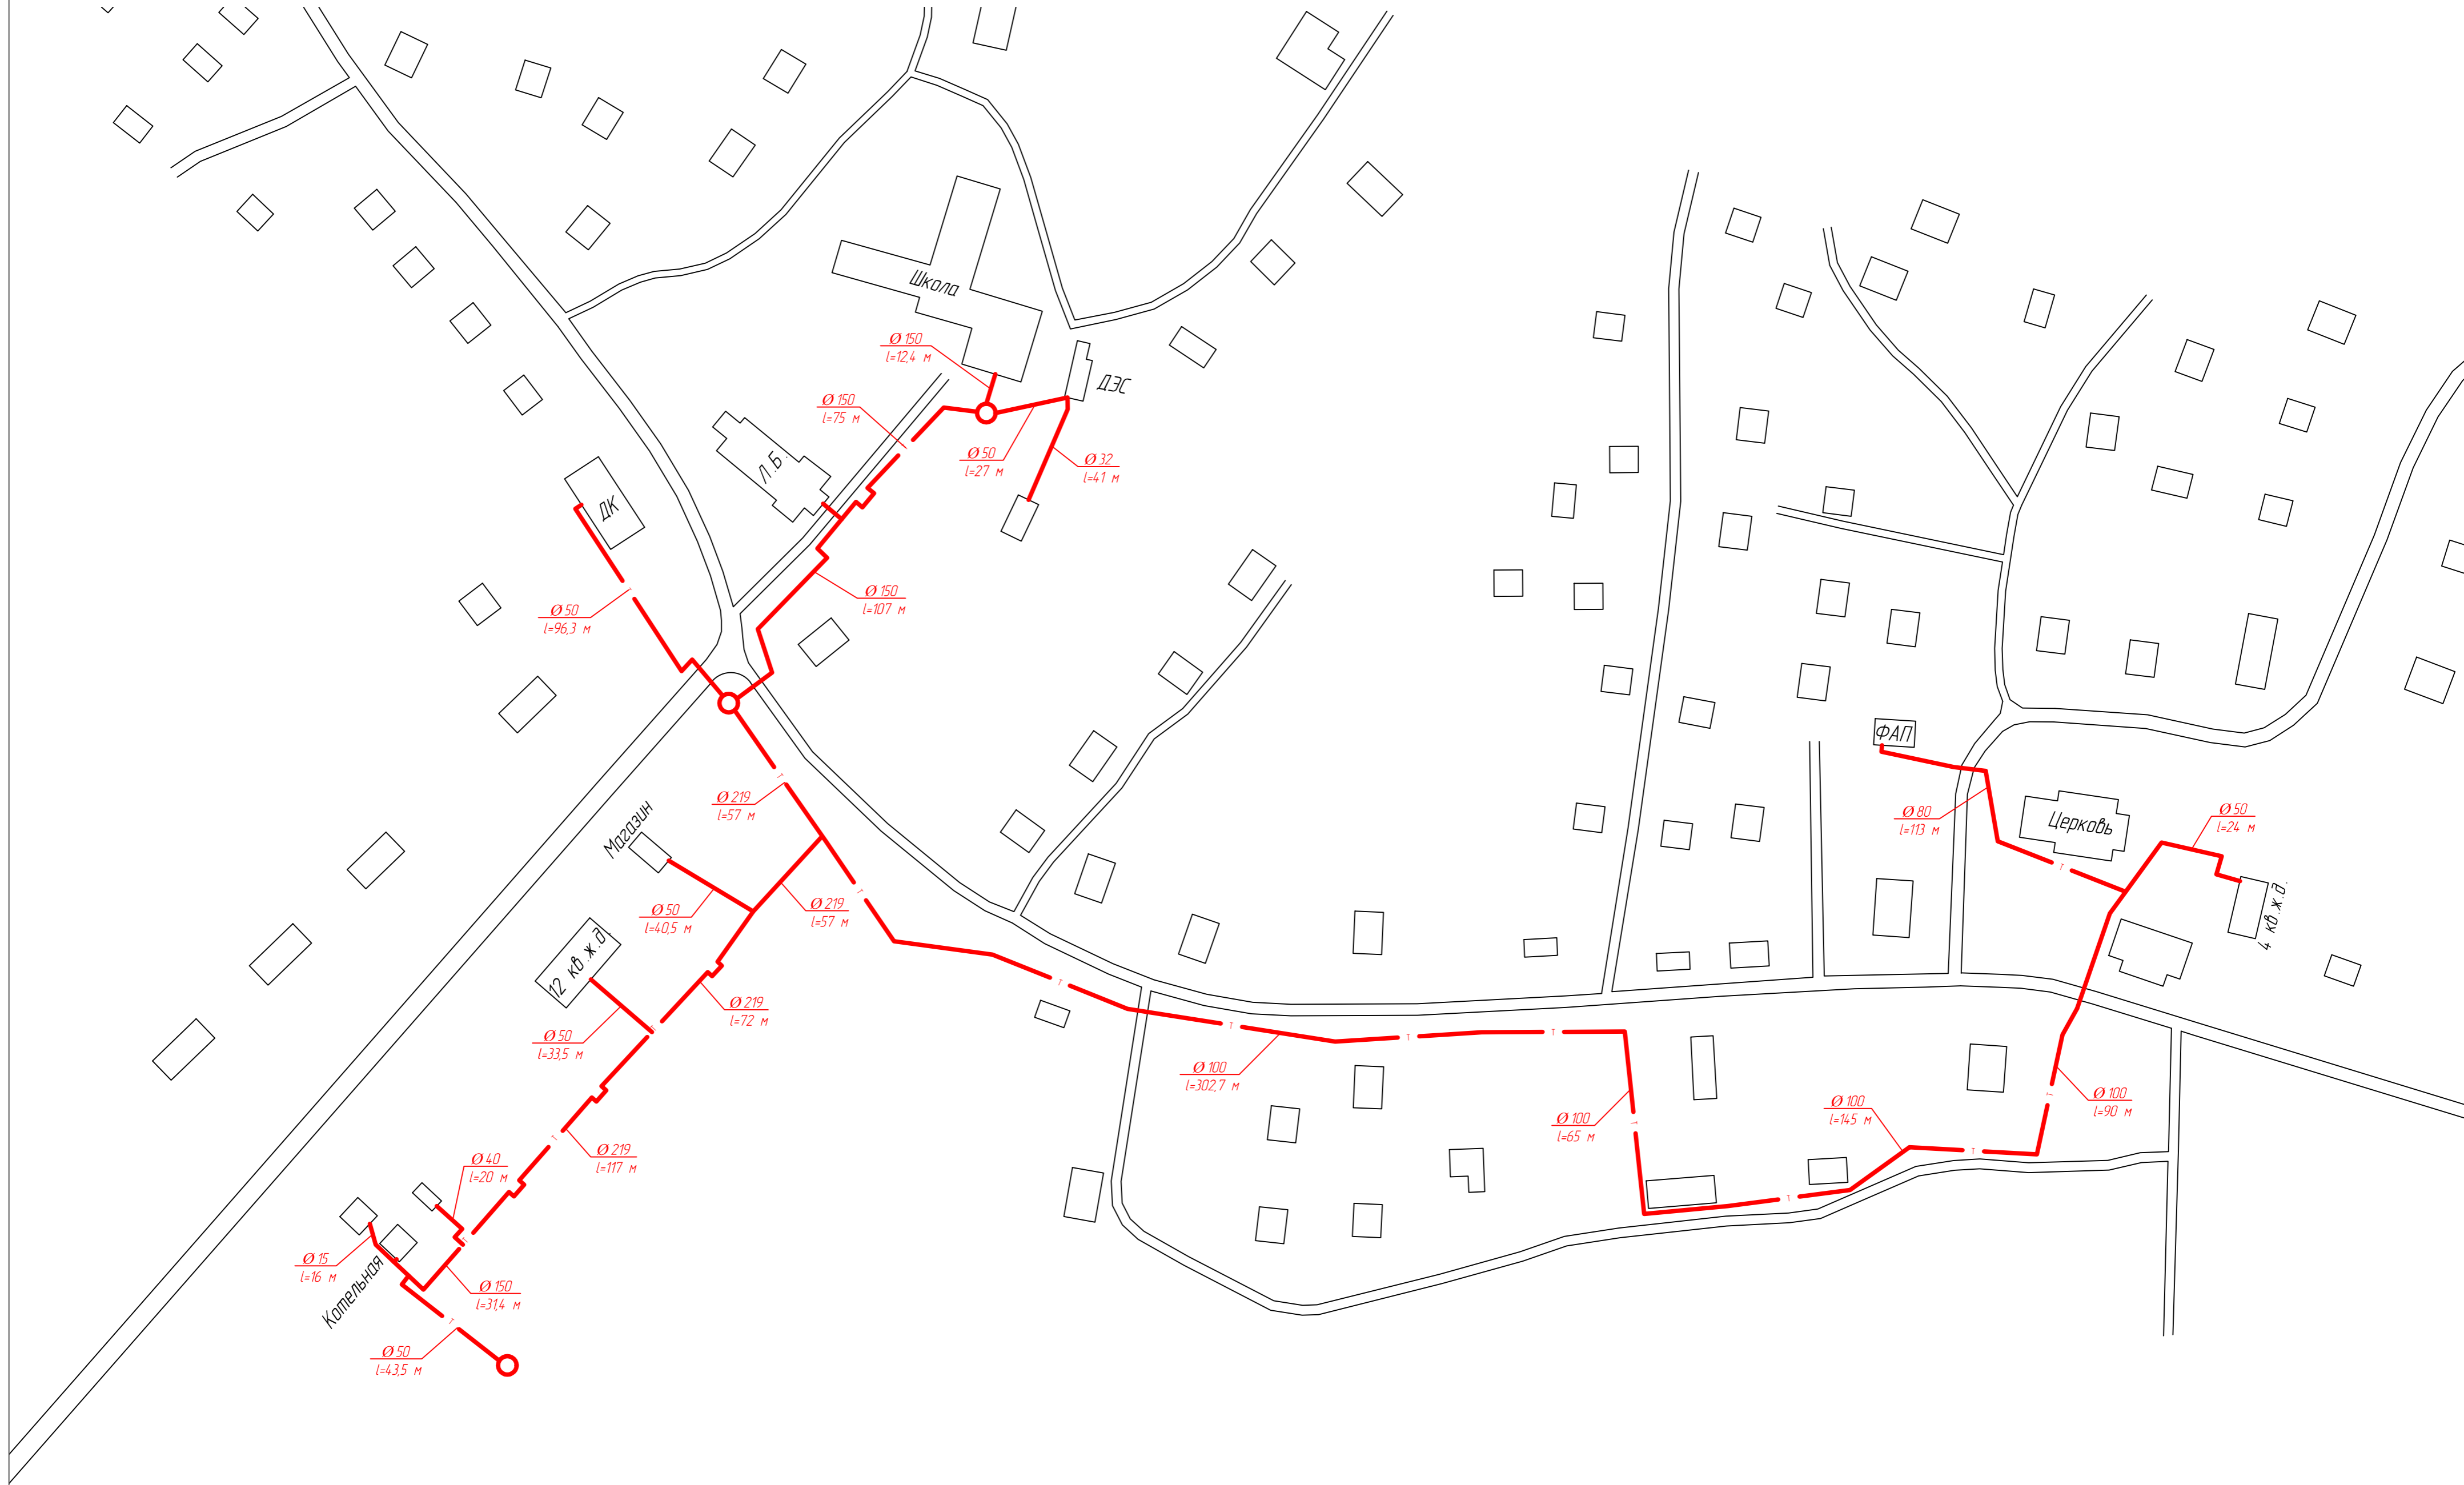 Школа
Ø 150
l=12,4 м
ДЭС
Ø 150
l=75 м
Ø 50
l=27 м
Ø 32
l=41 м
Л.Б.
ДК
Ø 150
l=107 м
Ø 50
l=96,3 м
ФАП
Ø 219
l=57 м
Магазин
Ø 80
l=113 м
Церковь
Ø 50
l=24 м
Ø 50
l=40,5 м
Ø 219
l=57 м
4 кв.ж.д.
12 кв.ж.д.
Ø 219
l=72 м
Ø 50
l=33,5 м
Ø 100
l=302,7 м
Ø 100
l=65 м
Ø 100
l=145 м
Ø 100
l=90 м
Ø 219
l=117 м
Ø 40
l=20 м
Ø 15
l=16 м
Котельная
Ø 150
l=31,4 м
Ø 50
l=43,5 м